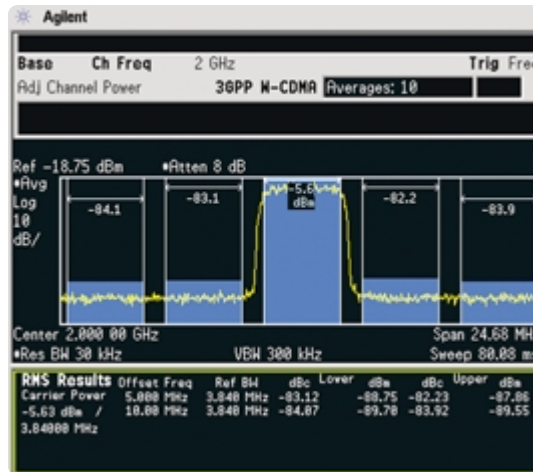 Agilent
Base Ch Freq 2 GHz Trig Free
Adj Channel Power 3GPP W-CDMA Averages: 10
Ref -18.75 dBm •Atten 8 dB
•Avg
Log
10
dB/
-84.1 -83.1 -5.6 dBm -82.2 -83.9
Center 2.000 00 GHz Span 24.68 MH
•Res BW 30 kHz VBW 300 kHz Sweep 80.08 ms
RMS Results Offset Freq Ref BW dBc Lower dBm dBc Upper dBm
Carrier Power 5.000 MHz 3.840 MHz -83.12 -88.75 -82.23 -87.86
-5.63 dBm / 10.00 MHz 3.840 MHz -84.07 -89.70 -83.92 -89.55
3.84000 MHz